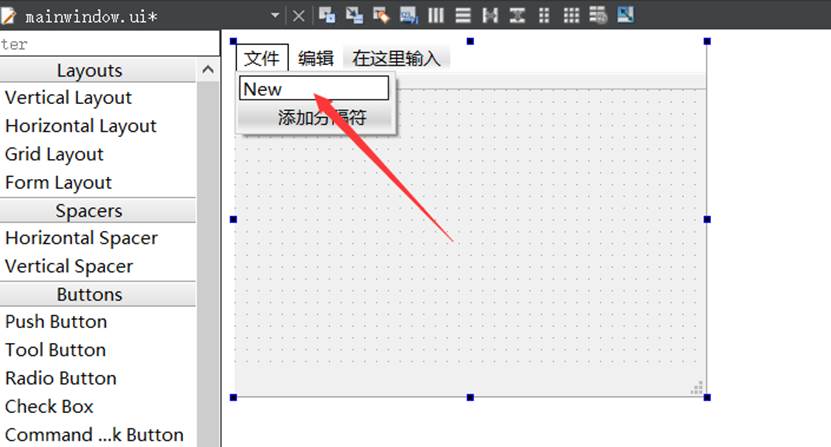 mainwindow.ui*
ter
文件 编辑 在这里输入
New
添加分隔符
Layouts
Vertical Layout
Horizontal Layout
Grid Layout
Form Layout
Spacers
Horizontal Spacer
Vertical Spacer
Buttons
Push Button
Tool Button
Radio Button
Check Box
Command ...k Button